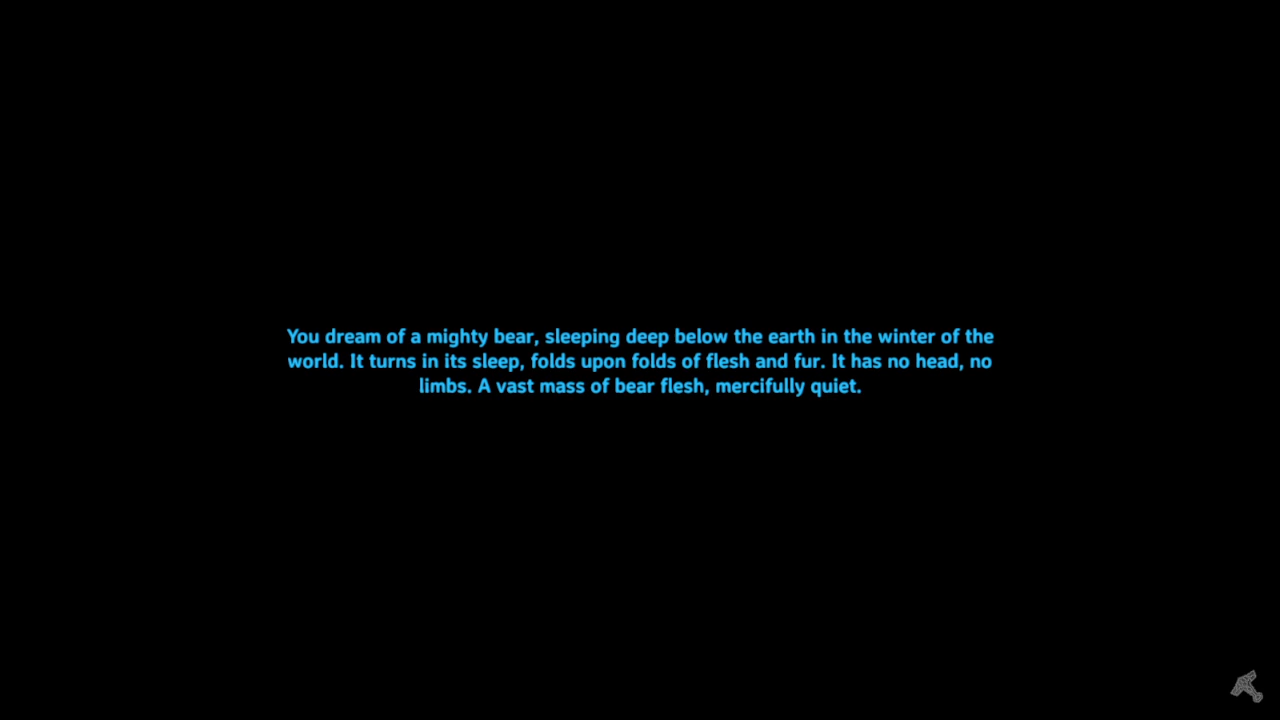 You dream of a mighty bear, sleeping deep below the earth in the winter of the
world. It turns in its sleep, folds upon folds of flesh and fur. It has no head, no
limbs. A vast mass of bear flesh, mercifully quiet.